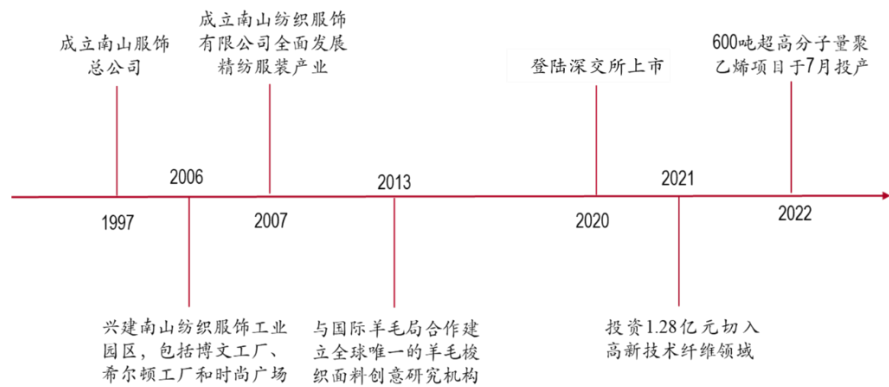 成立南山服饰
总公司
1997
2006
兴建南山纺织服饰工业
园区，包括博文工厂、
希尔顿工厂和时尚广场
成立南山纺织服饰
有限公司全面发展
精纺服装产业
2007
2013
与国际羊毛局合作建
立全球唯一的羊毛梭
织面料创意研究机构
登陆深交所上市
2020
2021
投资1.28亿元切入
高新技术纤维领域
600吨超高分子量聚
乙烯项目于7月投产
2022